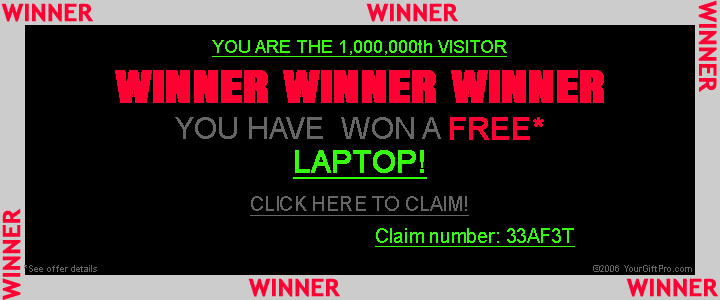 WINNER WINNER WINNER
YOU ARE THE 1,000,000th VISITOR
WINNER WINNER WINNER
YOU HAVE WON A FREE*
LAPTOP!
CLICK HERE TO CLAIM!
Claim number: 33AF3T
WINNER
*See offer details ©2006 YourGiftPro.com
WINNER WINNER